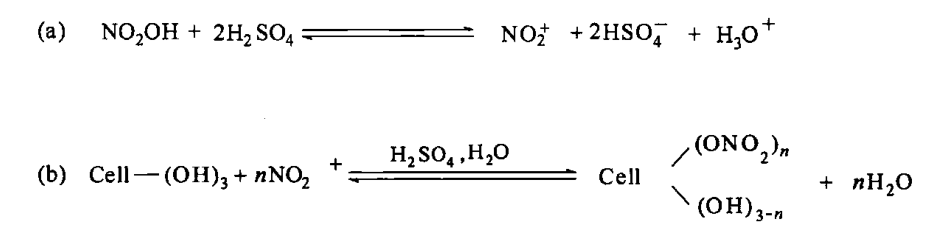 (a) NO₂OH + 2H₂SO₄ ⇌ NO₂⁺ + 2HSO₄⁻ + H₃O⁺
H₂SO₄,H₂O
(b) Cell—(OH)₃ + nNO₂⁺ ⇌ Cell (ONO₂)ₙ (OH)₃₋ₙ + nH₂O